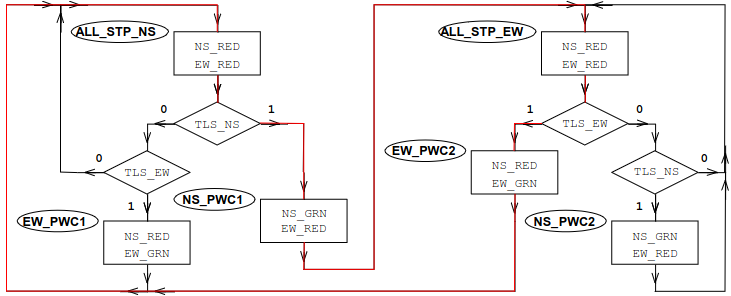 ALL_STP_NS
NS_RED
EW_RED
0
TLS_NS
1
0
TLS_EW
1
EW_PWC1
NS_RED
EW_GRN
NS_PWC1
NS_GRN
EW_RED
ALL_STP_EW
NS_RED
EW_RED
1
TLS_EW
0
EW_PWC2
NS_RED
EW_GRN
TLS_NS
0
1
NS_PWC2
NS_GRN
EW_RED